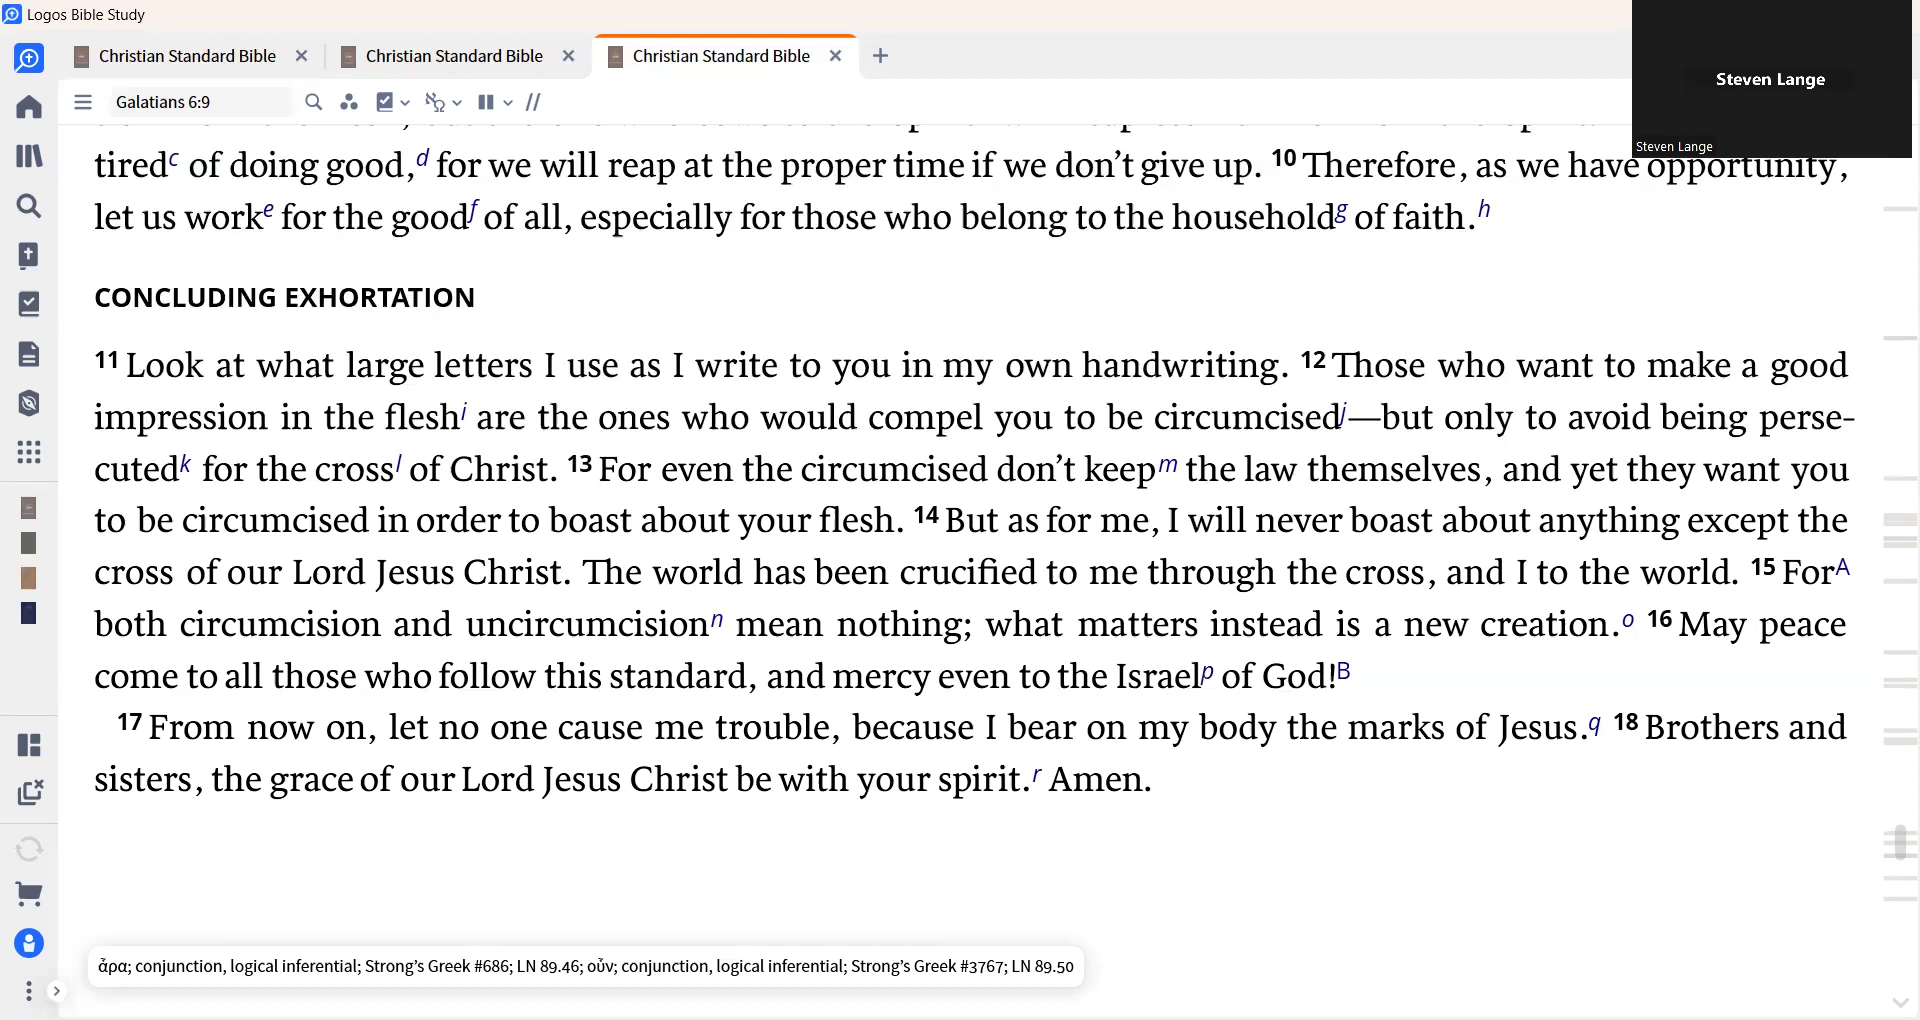 Logos Bible Study
Christian Standard Bible
Christian Standard Bible
Christian Standard Bible
Galatians 6:9
Steven Lange
Steven Lange
tiredc of doing good,d for we will reap at the proper time if we don’t give up. 10 Therefore, as we have opportunity,
let us worke for the goodf of all, especially for those who belong to the householdg of faith.h
CONCLUDING EXHORTATION
11 Look at what large letters I use as I write to you in my own handwriting. 12 Those who want to make a good
impression in the fleshi are the ones who would compel you to be circumcisedj—but only to avoid being perse-
cutedk for the crossl of Christ. 13 For even the circumcised don’t keepm the law themselves, and yet they want you
to be circumcised in order to boast about your flesh. 14 But as for me, I will never boast about anything except the
cross of our Lord Jesus Christ. The world has been crucified to me through the cross, and I to the world. 15 ForA
both circumcision and uncircumcisionn mean nothing; what matters instead is a new creation.o 16 May peace
come to all those who follow this standard, and mercy even to the Israelp of God!B
17 From now on, let no one cause me trouble, because I bear on my body the marks of Jesus.q 18 Brothers and
sisters, the grace of our Lord Jesus Christ be with your spirit.r Amen.
ἄρα; conjunction, logical inferential; Strong’s Greek #686; LN 89.46; οὖν; conjunction, logical inferential; Strong’s Greek #3767; LN 89.50